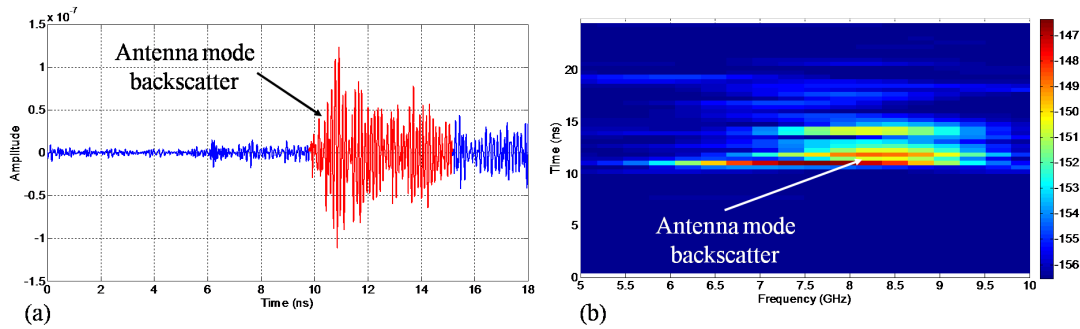 x 10
-7
1.5
1
0.5
0
-0.5
-1
-1.5
Amplitude
Antenna mode
backscatter
0 2 4 6 8 10 12 14 16 18
Time (ns)
(a)
20
15
10
5
0
Time (ns)
Antenna mode
backscatter
5 5.5 6 6.5 7 7.5 8 8.5 9 9.5 10
Frequency (GHz)
(b)
-147
-148
-149
-150
-151
-152
-153
-154
-155
-156